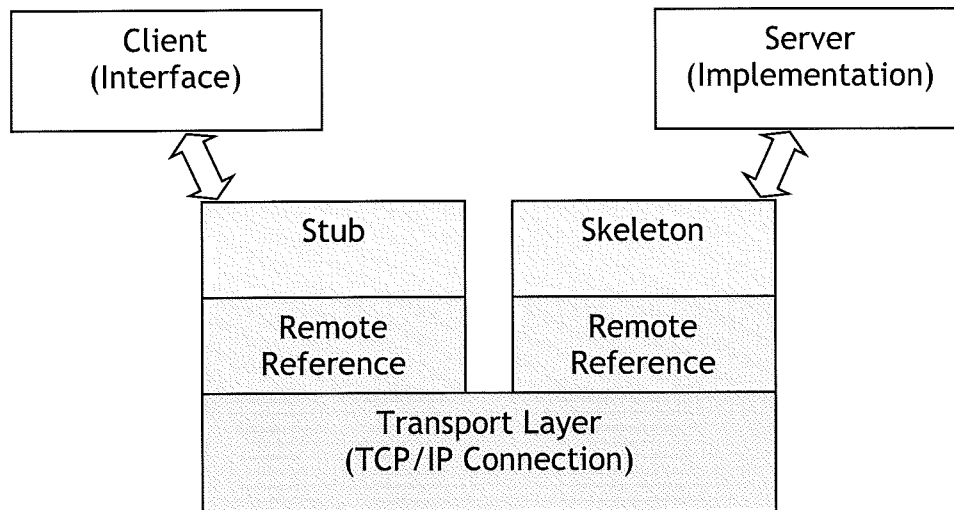 Client
(Interface)
Server
(Implementation)
Stub
Skeleton
Remote
Reference
Remote
Reference
Transport Layer
(TCP/IP Connection)